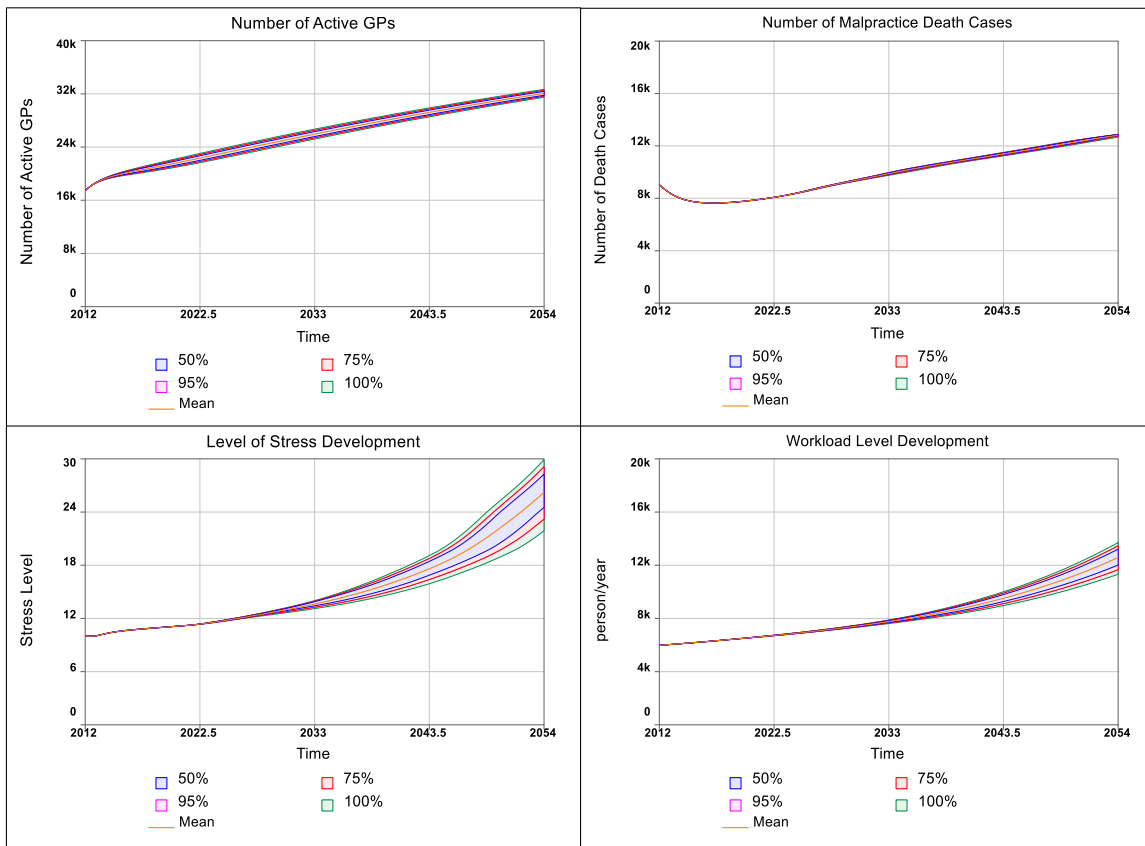 Number of Active GPs
40k
32k
24k
16k
8k
0
Number of Active GPs
2012 2022.5 2033 2043.5 2054
Time
50% 75%
95% 100%
Mean
Number of Malpractice Death Cases
20k
16k
12k
8k
4k
0
Number of Death Cases
2012 2022.5 2033 2043.5 2054
Time
50% 75%
95% 100%
Mean
Level of Stress Development
30
24
18
12
6
0
Stress Level
2012 2022.5 2033 2043.5 2054
Time
50% 75%
95% 100%
Mean
Workload Level Development
20k
16k
12k
8k
4k
0
person/year
2012 2022.5 2033 2043.5 2054
Time
50% 75%
95% 100%
Mean